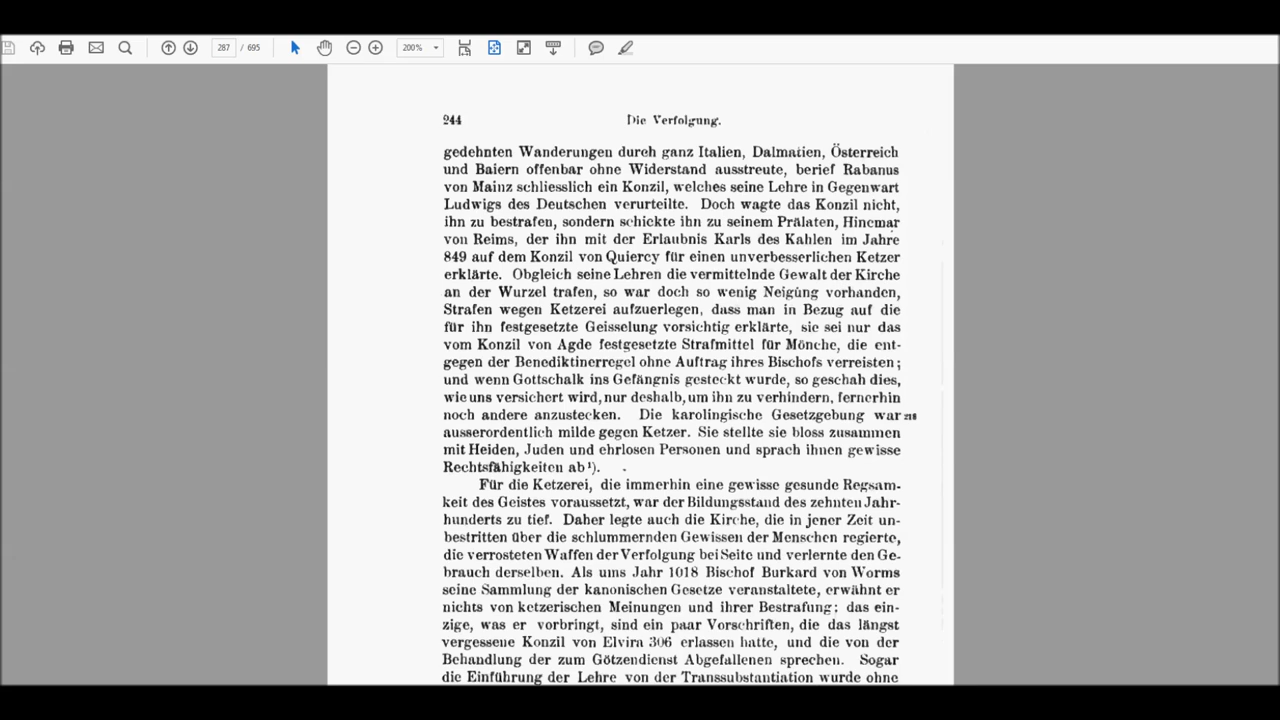 287 / 695
200%
244 Die Verfolgung.
gedehnten Wanderungen durch ganz Italien, Dalmatien, Österreich
und Baiern offenbar ohne Widerstand ausstreute, berief Rabanus
von Mainz schliesslich ein Konzil, welches seine Lehre in Gegenwart
Ludwigs des Deutschen verurteilte. Doch wagte das Konzil nicht,
ihn zu bestrafen, sondern schickte ihn zu seinem Prälaten, Hincmar
von Reims, der ihn mit der Erlaubnis Karls des Kahlen im Jahre
849 auf dem Konzil von Quiercy für einen unverbesserlichen Ketzer
erklärte. Obgleich seine Lehren die vermittelnde Gewalt der Kirche
an der Wurzel trafen, so war doch so wenig Neigung vorhanden,
Strafen wegen Ketzerei aufzuerlegen, dass man in Bezug auf die
für ihn festgesetzte Geisselung vorsichtig erklärte, sie sei nur das
vom Konzil von Agde festgesetzte Strafmittel für Mönche, die ent-
gegen der Benediktinerregel ohne Auftrag ihres Bischofs verreisten;
und wenn Gottschalk ins Gefängnis gesteckt wurde, so geschah dies,
wie uns versichert wird, nur deshalb, um ihn zu verhindern, fernerhin
noch andere anzustecken. Die karolingische Gesetzgebung war 218
ausserordentlich milde gegen Ketzer. Sie stellte sie bloss zusammen
mit Heiden, Juden und ehrlosen Personen und sprach ihnen gewisse
Rechtsfähigkeiten ab¹).
Für die Ketzerei, die immerhin eine gewisse gesunde Regsam-
keit des Geistes voraussetzt, war der Bildungsstand des zehnten Jahr-
hunderts zu tief. Daher legte auch die Kirche, die in jener Zeit un-
bestritten über die schlummernden Gewissen der Menschen regierte,
die verrosteten Waffen der Verfolgung bei Seite und verlernte den Ge-
brauch derselben. Als ums Jahr 1018 Bischof Burkard von Worms
seine Sammlung der kanonischen Gesetze veranstaltete, erwähnt er
nichts von ketzerischen Meinungen und ihrer Bestrafung; das ein-
zige, was er vorbringt, sind ein paar Vorschriften, die das längst
vergessene Konzil von Elvira 306 erlassen hatte, und die von der
Behandlung der zum Götzendienst Abgefallenen sprechen. Sogar
die Einführung der Lehre von der Transsubstantiation wurde ohne